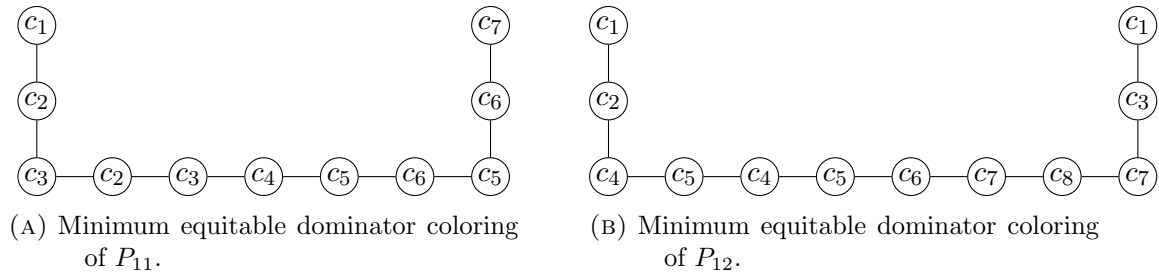 c1 c7 c1 c1
c2 c6 c2 c3
c3 c2 c3 c4 c5 c6 c5 c4 c5 c4 c5 c6 c7 c8 c7
(A) Minimum equitable dominator coloring
of P11.
(B) Minimum equitable dominator coloring
of P12.